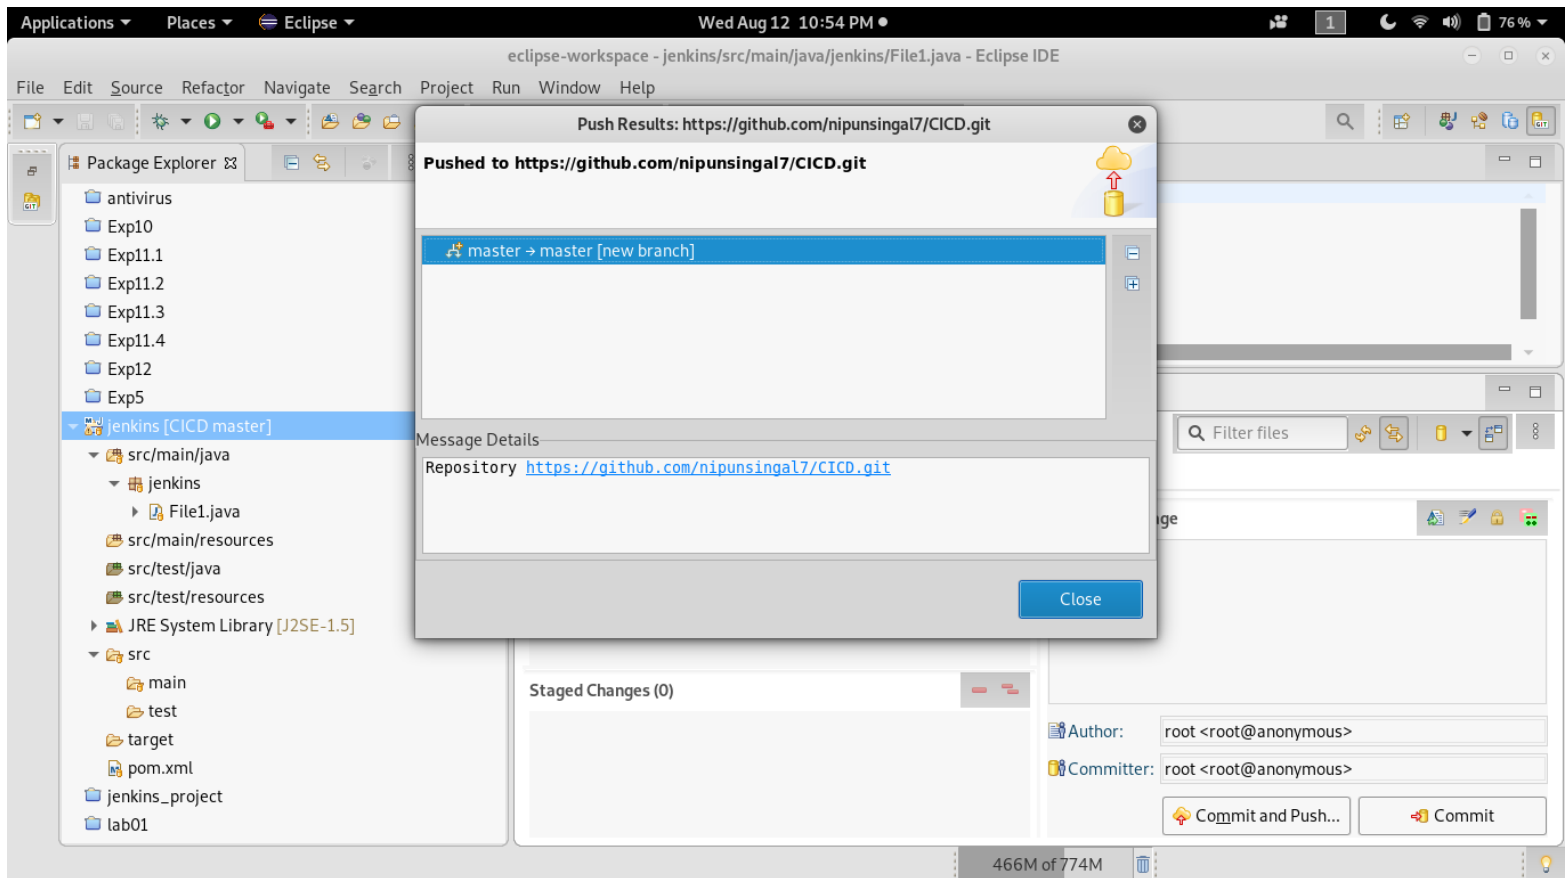 Applications Places Eclipse Wed Aug 12 10:54 PM 1 76 %
eclipse-workspace - jenkins/src/main/java/jenkins/File1.java - Eclipse IDE
File Edit Source Refactor Navigate Search Project Run Window Help
Push Results: https://github.com/nipunsingal7/CICD.git
Package Explorer
Pushed to https://github.com/nipunsingal7/CICD.git
antivirus
Exp10
Exp11.1
Exp11.2
Exp11.3
Exp11.4
Exp12
Exp5
jenkins [CICD master]
src/main/java
jenkins
File1.java
src/main/resources
src/test/java
src/test/resources
JRE System Library [J2SE-1.5]
src
main
test
target
pom.xml
jenkins_project
lab01
master → master [new branch]
Message Details
Repository https://github.com/nipunsingal7/CICD.git
Close
Filter files
Staged Changes (0)
Author: root <root@anonymous>
Committer: root <root@anonymous>
Commit and Push... Commit
466M of 774M